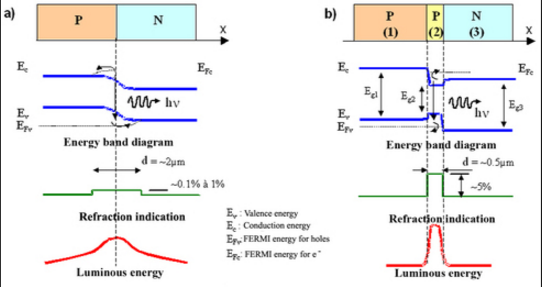 a)
P N
X
Ec
EFc
hν
Ev
EFv
Energy band diagram
d = ~2μm
~0.1% à 1%
Refraction indication
Luminous energy
Ev : Valence energy
Ec : Conduction energy
EFv: FERMI energy for holes
EFc: FERMI energy for e-
b)
P P N
(1) (2) (3)
X
Ec
EFc
Eg1
Eg2
hν
Eg3
Ev
EFv
Energy band diagram
d = ~0.5μm
~5%
Refraction indication
Luminous energy